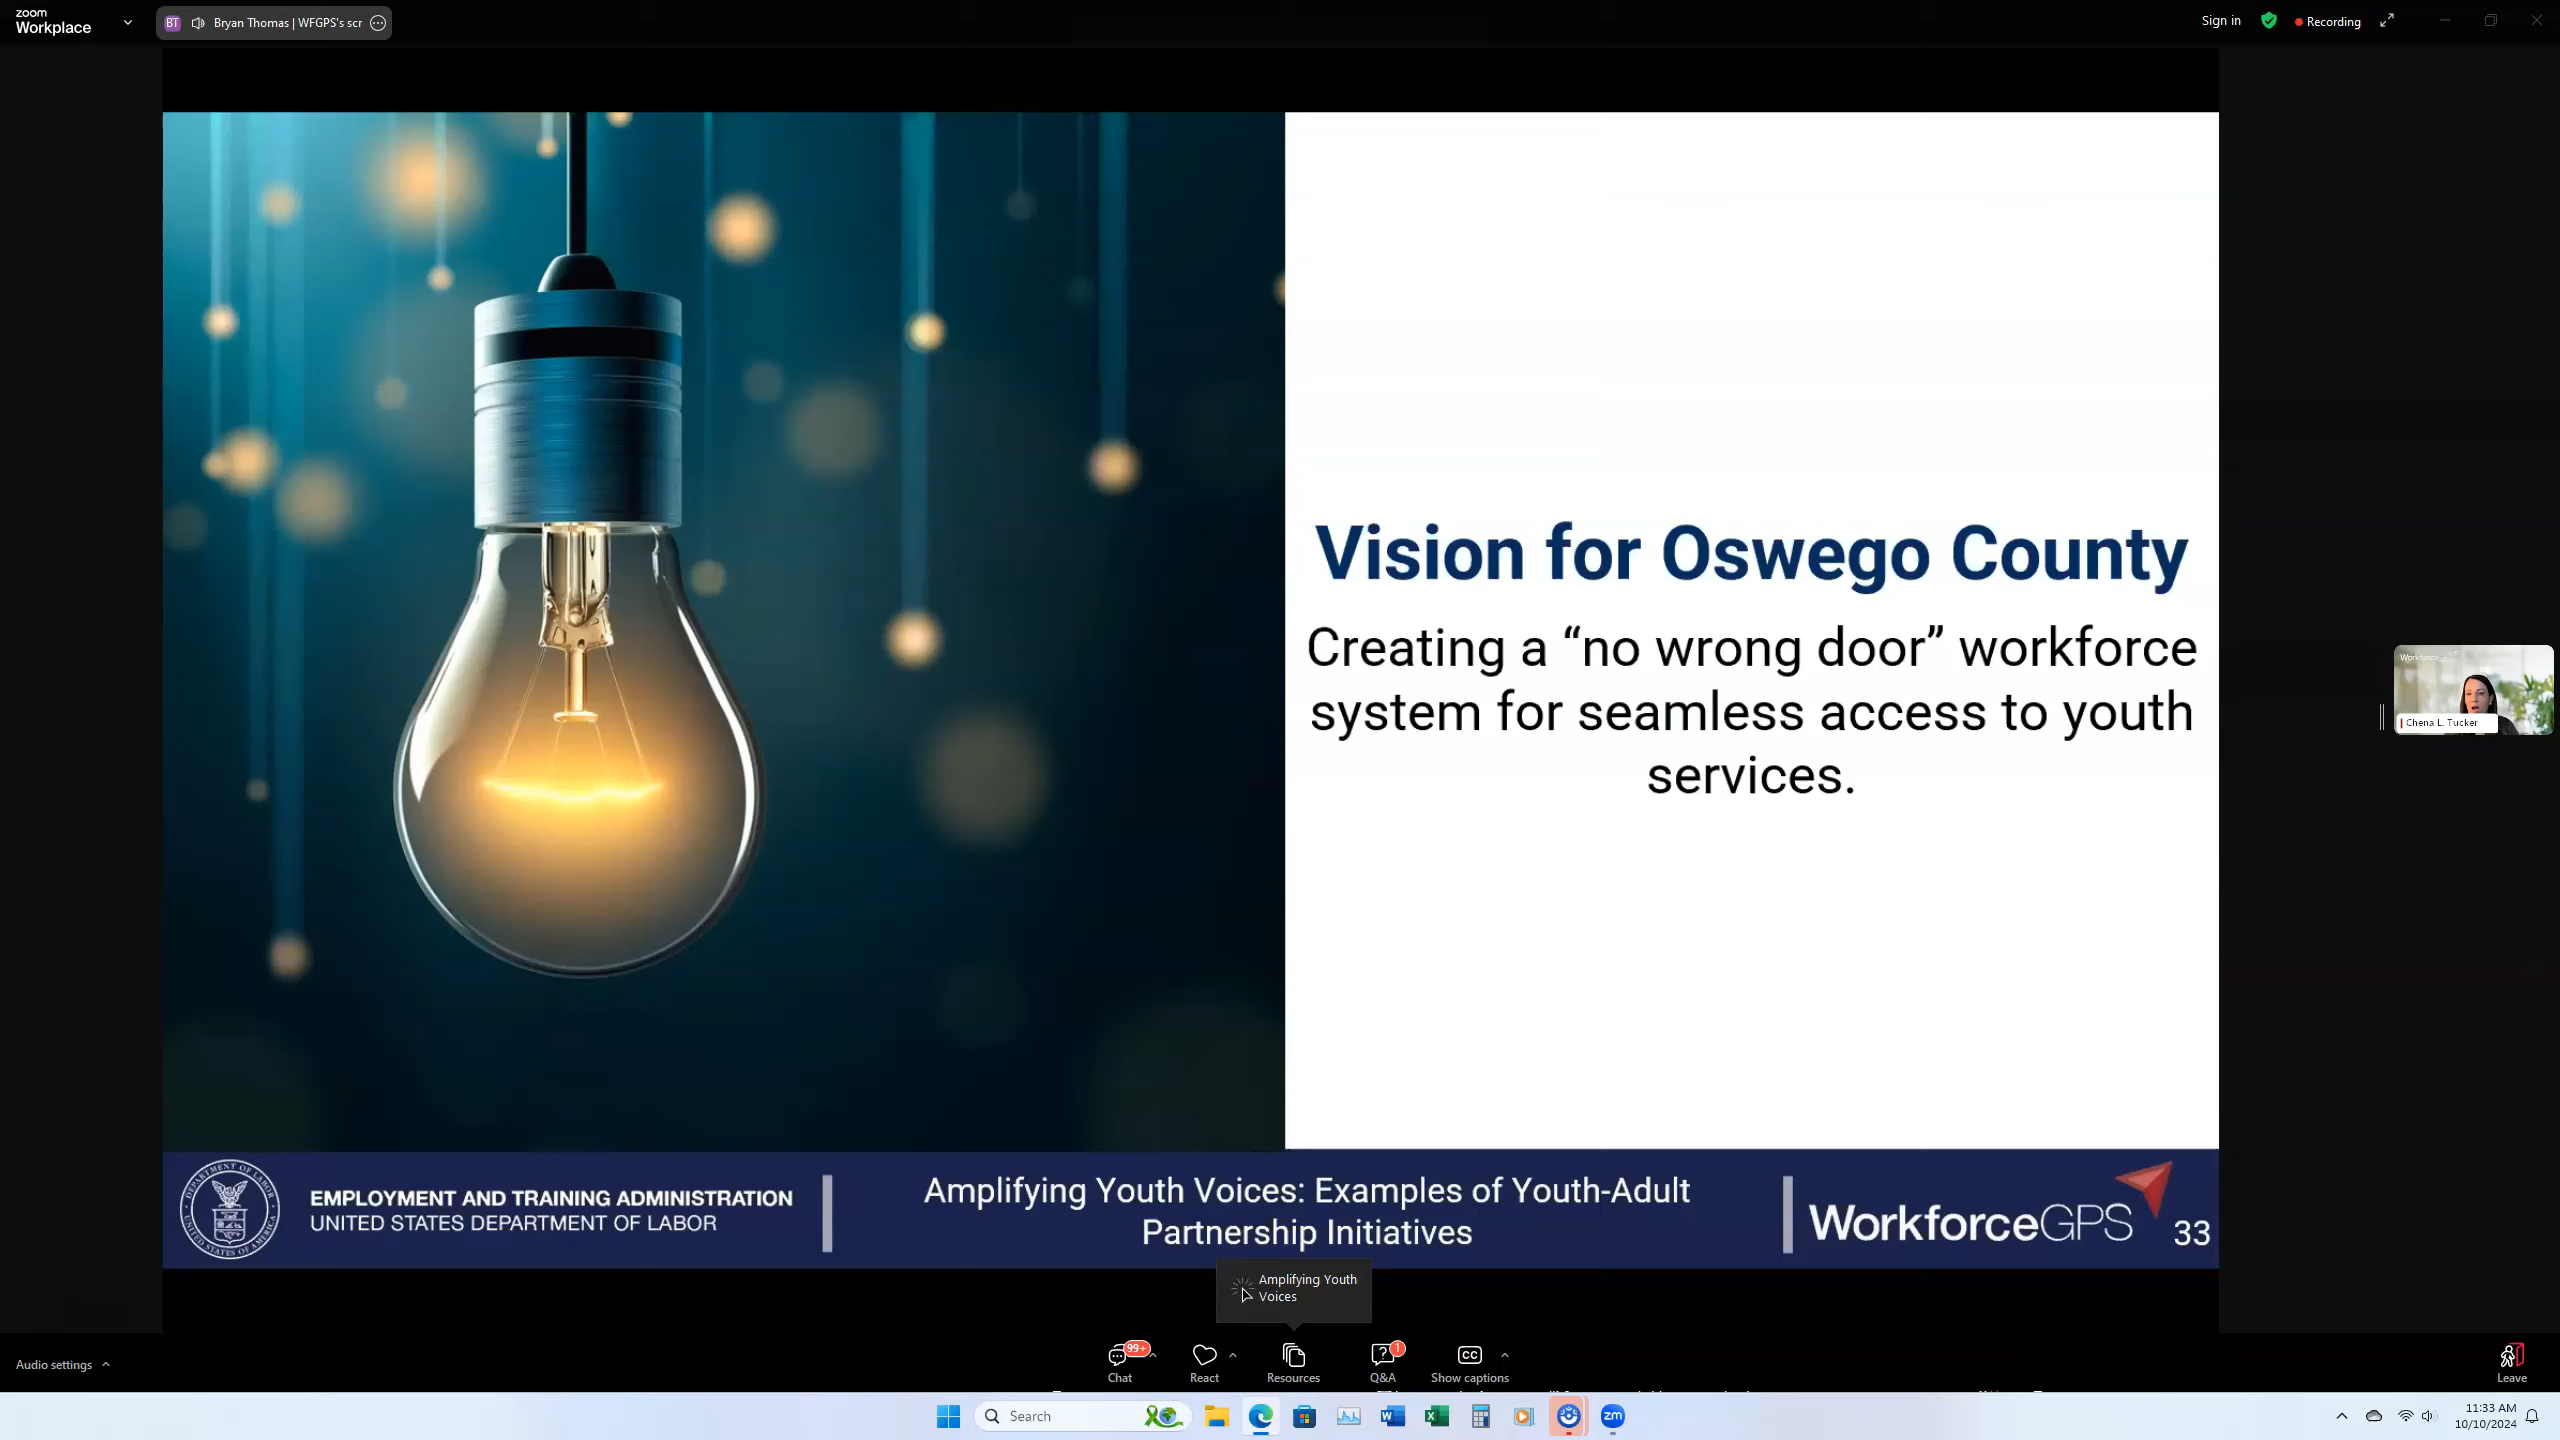 zoom
Workplace
BT
Bryan Thomas | WFGPS's scr
Sign in
Recording
Vision for Oswego County
Creating a “no wrong door” workforce
system for seamless access to youth
services.
Chena L. Tucker
EMPLOYMENT AND TRAINING ADMINISTRATION
UNITED STATES DEPARTMENT OF LABOR
Amplifying Youth Voices: Examples of Youth-Adult
Partnership Initiatives
WorkforceGPS
33
Amplifying Youth
Voices
Audio settings
99+
Chat
React
Resources
1
Q&A
CC
Show captions
Leave
Search
zm
11:33 AM
10/10/2024